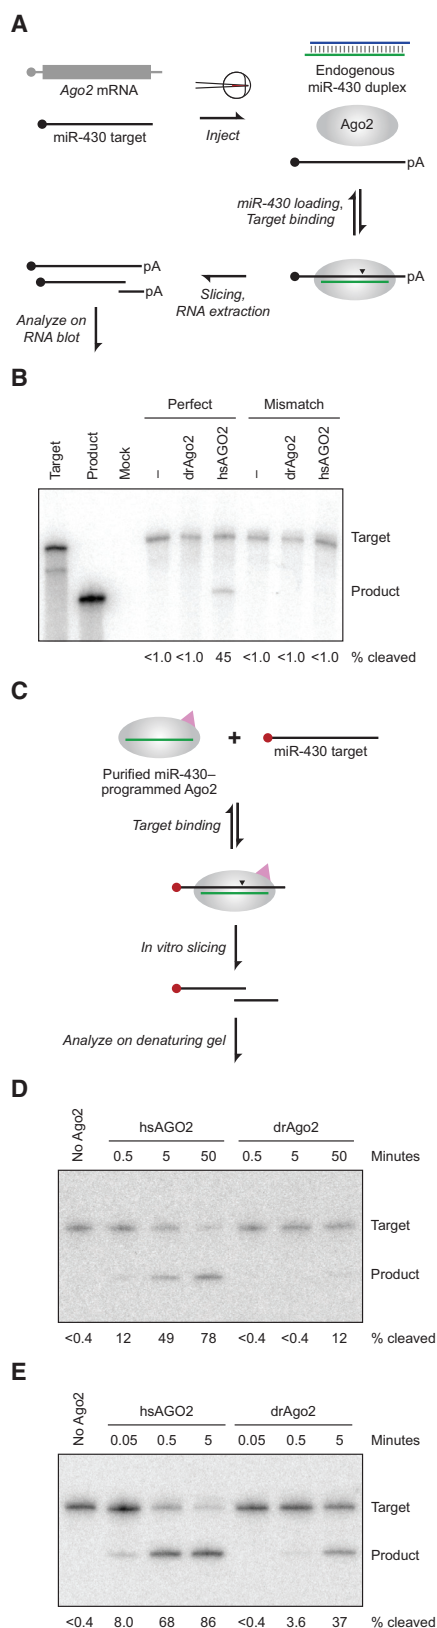 A
Ago2 mRNA
miR-430 target
Inject
Endogenous
miR-430 duplex
Ago2
pA
miR-430 loading,
Target binding
pA
Slicing,
RNA extraction
pA
pA
Analyze on
RNA blot
B
Perfect Mismatch
Target Product Mock – drAgo2 hsAGO2 – drAgo2 hsAGO2
Target
Product
<1.0 <1.0 45 <1.0 <1.0 <1.0 % cleaved
C
+
Purified miR-430–
programmed Ago2
miR-430 target
Target binding
In vitro slicing
Analyze on denaturing gel
D
No Ago2 hsAGO2 drAgo2
0.5 5 50 0.5 5 50 Minutes
Target
Product
<0.4 12 49 78 <0.4 <0.4 12 % cleaved
E
No Ago2 hsAGO2 drAgo2
0.05 0.5 5 0.05 0.5 5 Minutes
Target
Product
<0.4 8.0 68 86 <0.4 3.6 37 % cleaved